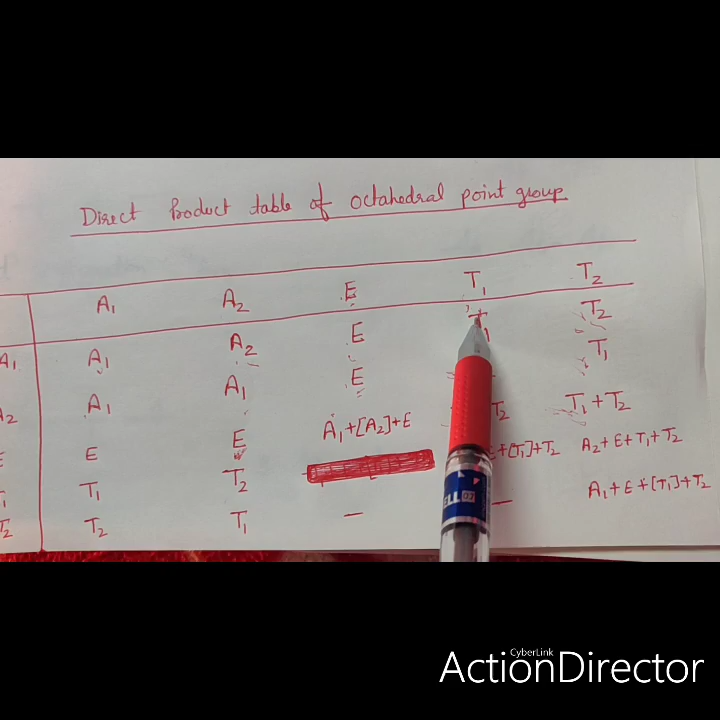 Direct Product table of octahedral point group
A1 A2 E T1 T2
A1 A1 A2 E T1 T2
A2 A1 A1 E T1
E E E A1+[A2]+E T2 T1+T2
T1 T1 T2 E+[T1]+T2 A2+E+T1+T2
T2 T2 T1 — — A1+E+[T1]+T2
CyberLink
ActionDirector